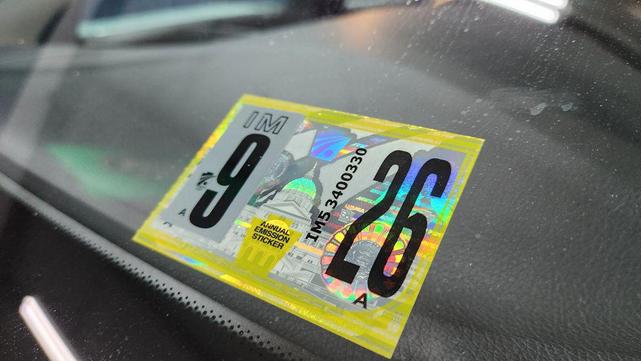 IM
9
A
ANNUAL
EMISSION
STICKER
IM5 3400330
26
A